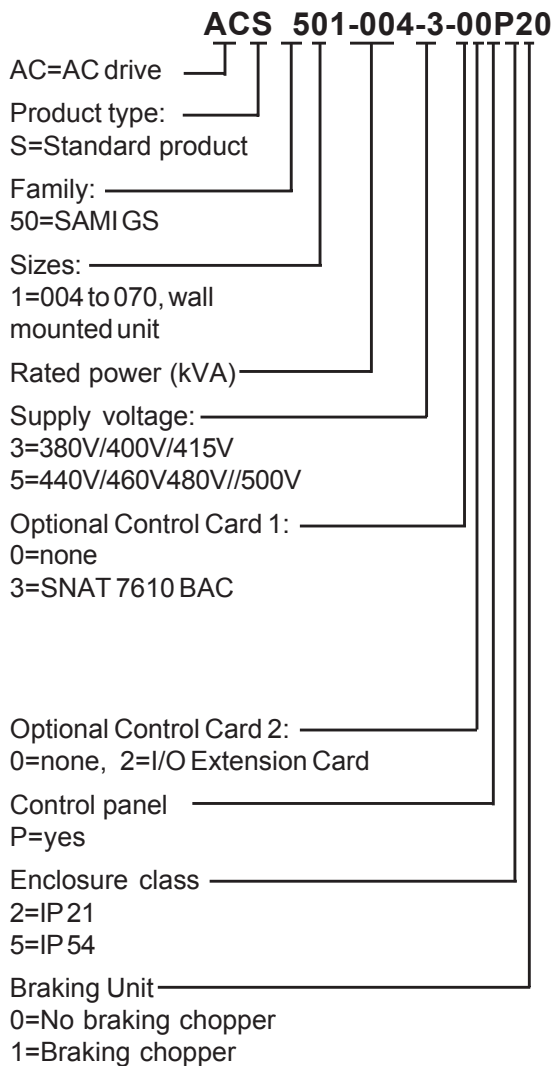 ACS 501-004-3-00P20
AC=AC drive
Product type:
S=Standard product
Family:
50=SAMI GS
Sizes:
1=004 to 070, wall
mounted unit
Rated power (kVA)
Supply voltage:
3=380V/400V/415V
5=440V/460V480V//500V
Optional Control Card 1:
0=none
3=SNAT 7610 BAC
Optional Control Card 2:
0=none, 2=I/O Extension Card
Control panel
P=yes
Enclosure class
2=IP 21
5=IP 54
Braking Unit
0=No braking chopper
1=Braking chopper